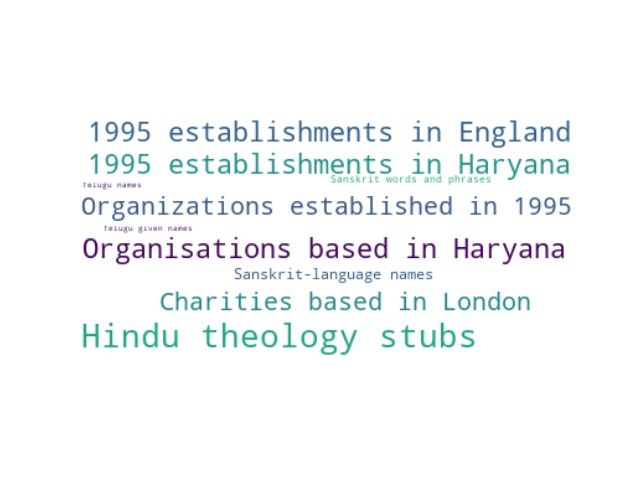 1995 establishments in England
1995 establishments in Haryana
Sanskrit words and phrases
Telugu names
Organizations established in 1995
Telugu given names
Organisations based in Haryana
Sanskrit-language names
Charities based in London
Hindu theology stubs